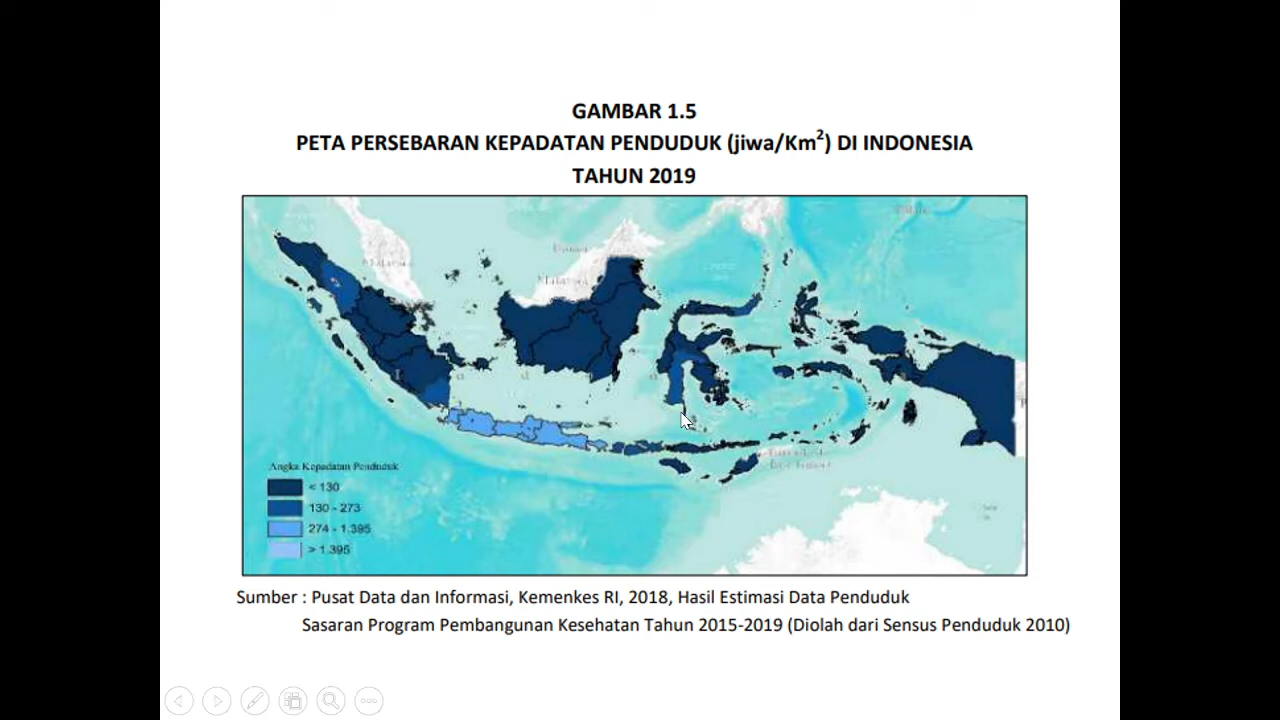 GAMBAR 1.5
PETA PERSEBARAN KEPADATAN PENDUDUK (jiwa/Km²) DI INDONESIA
TAHUN 2019
Malaysia
Angka Kepadatan Penduduk
< 130
130 - 273
274 - 1.395
> 1.395
Sumber : Pusat Data dan Informasi, Kemenkes RI, 2018, Hasil Estimasi Data Penduduk
Sasaran Program Pembangunan Kesehatan Tahun 2015-2019 (Diolah dari Sensus Penduduk 2010)